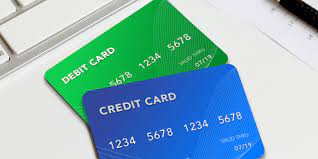 DEBIT CARD
5678 1234 5678
VALID THRU
07/19
CREDIT CARD
1234 5678 1234 5678
VALID THRU
07/19